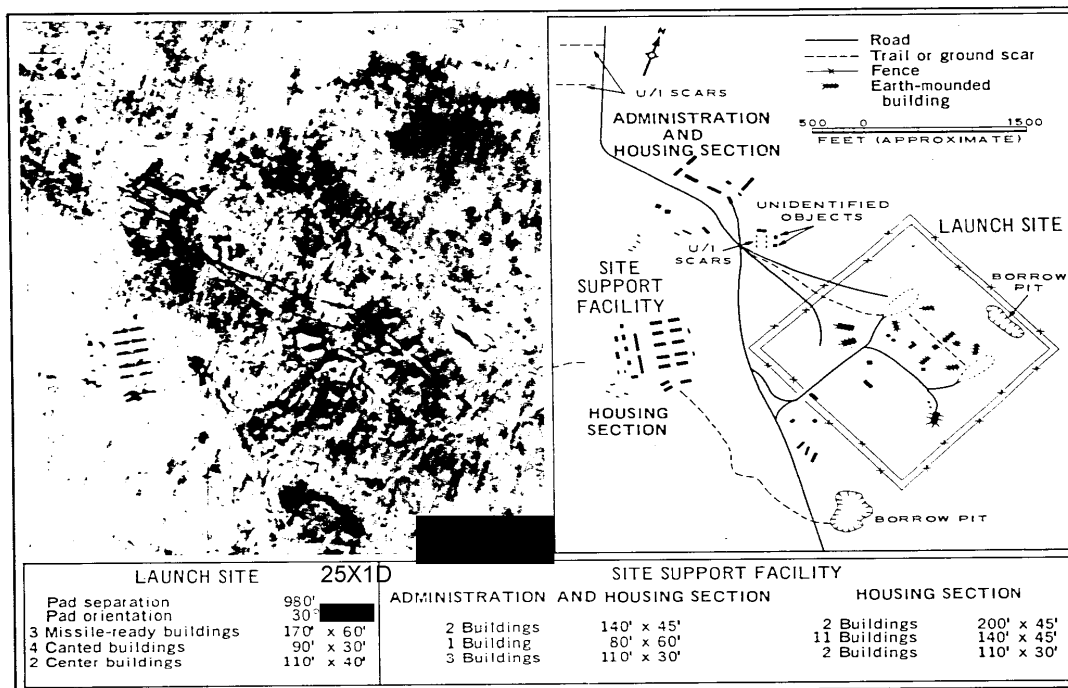 N
Road
Trail or ground scar
Fence
Earth-mounded
building
500 0 1500
FEET (APPROXIMATE)
U/I SCARS
ADMINISTRATION
AND
HOUSING SECTION
UNIDENTIFIED
OBJECTS
U/I
SCARS
LAUNCH SITE
BORROW
PIT
SITE
SUPPORT
FACILITY
HOUSING
SECTION
BORROW PIT
LAUNCH SITE 25X1D
Pad separation 980'
Pad orientation 30°
3 Missile-ready buildings 170' x 60'
4 Canted buildings 90' x 30'
2 Center buildings 110' x 40'
SITE SUPPORT FACILITY
ADMINISTRATION AND HOUSING SECTION
2 Buildings 140' x 45'
1 Building 80' x 60'
3 Buildings 110' x 30'
HOUSING SECTION
2 Buildings 200' x 45'
11 Buildings 140' x 45'
2 Buildings 110' x 30'